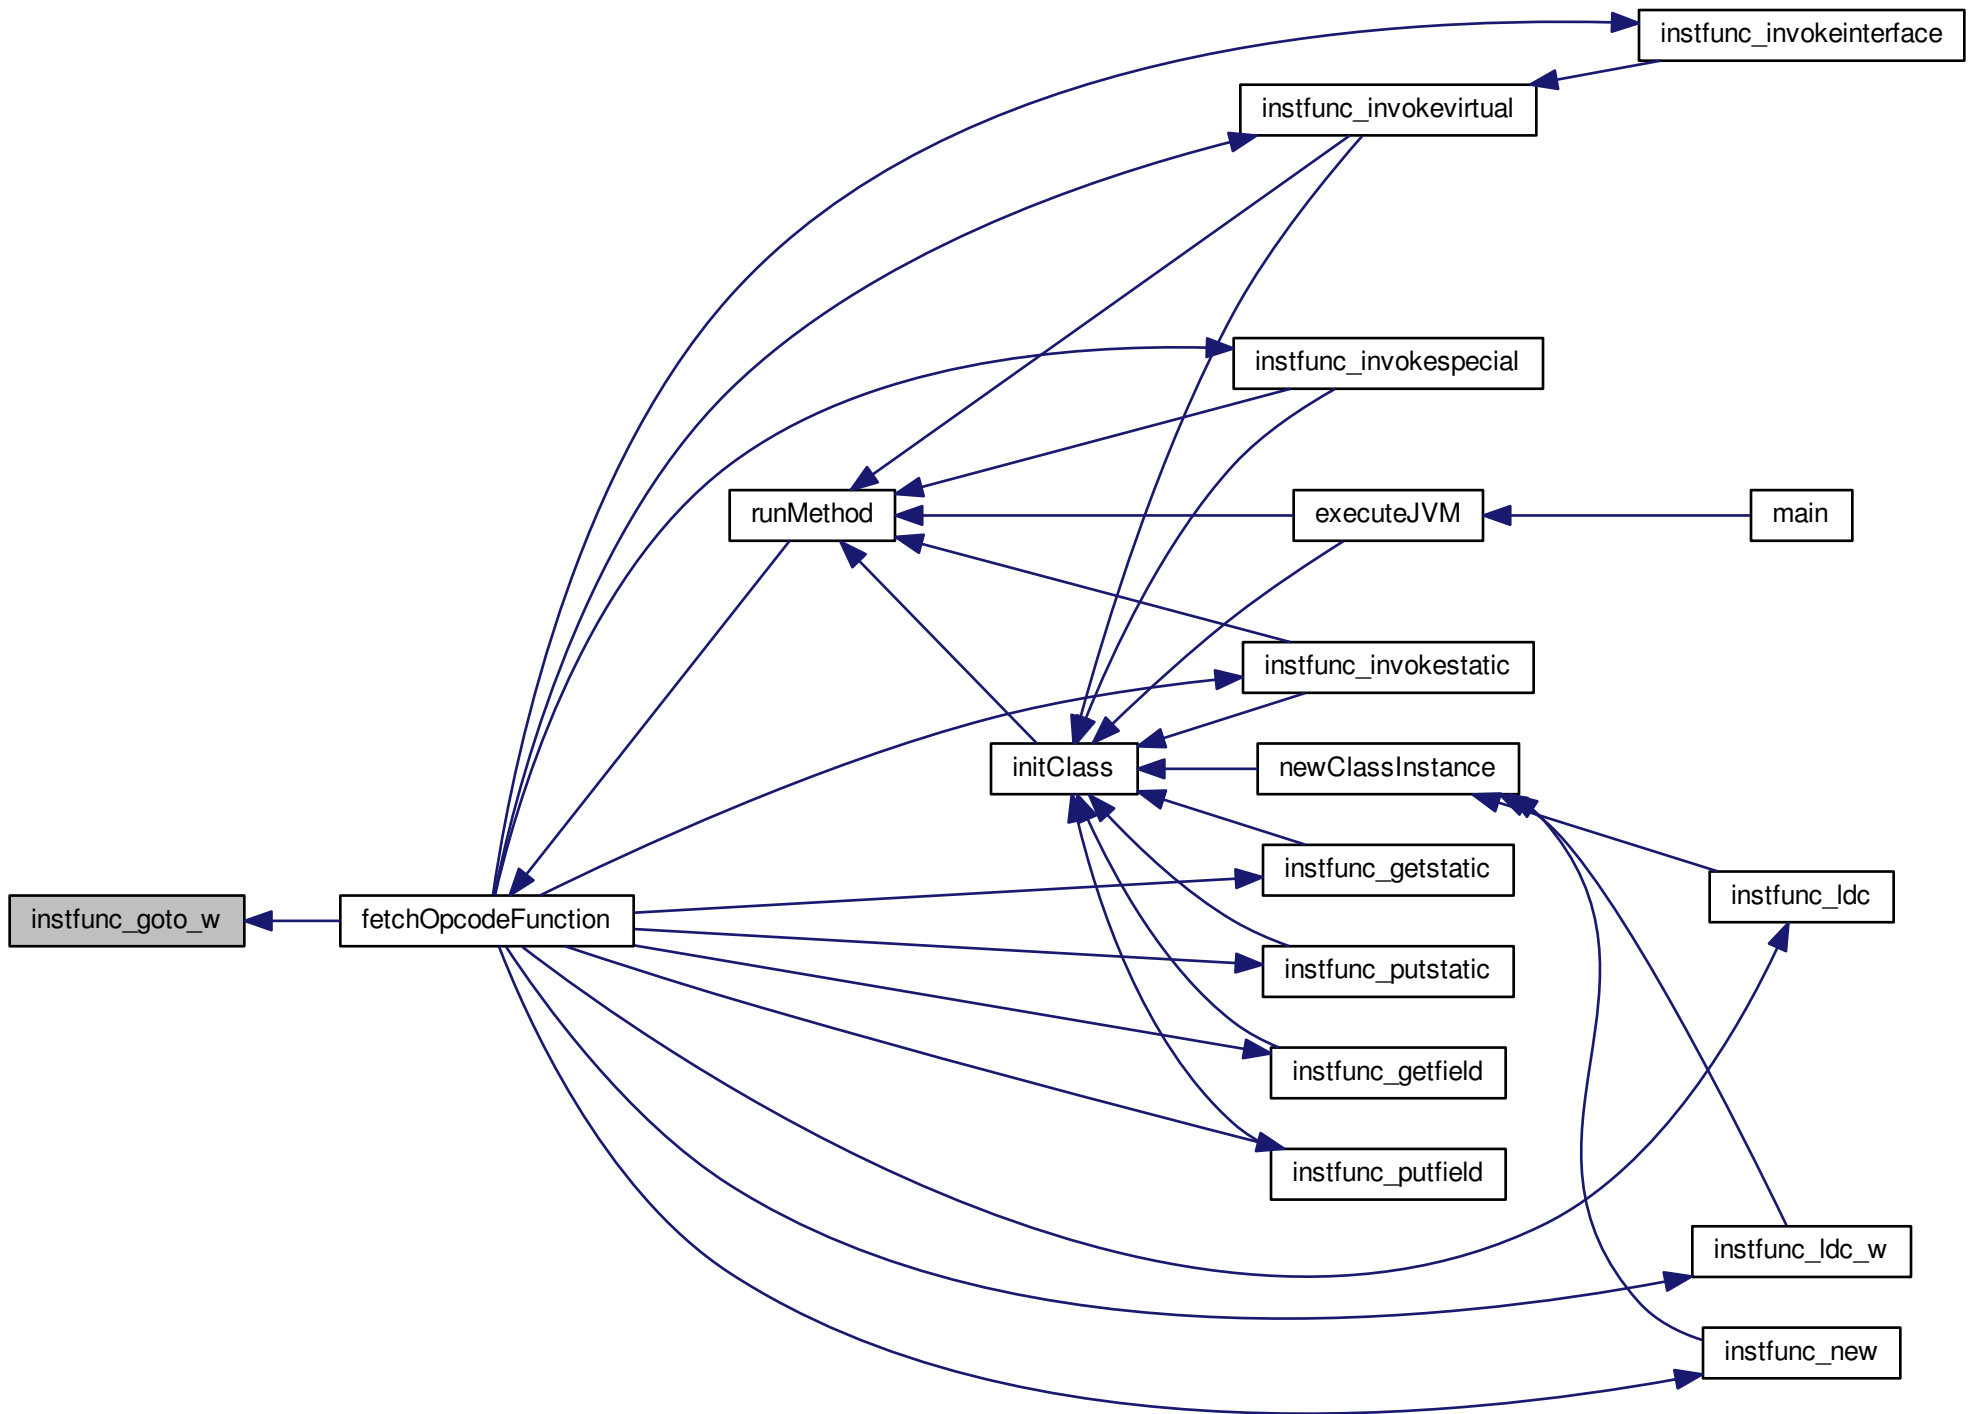 instfunc_invokeinterface
instfunc_invokevirtual
instfunc_invokespecial
runMethod
executeJVM
main
instfunc_invokestatic
initClass
newClassInstance
instfunc_getstatic
instfunc_ldc
instfunc_goto_w
fetchOpcodeFunction
instfunc_putstatic
instfunc_getfield
instfunc_putfield
instfunc_ldc_w
instfunc_new